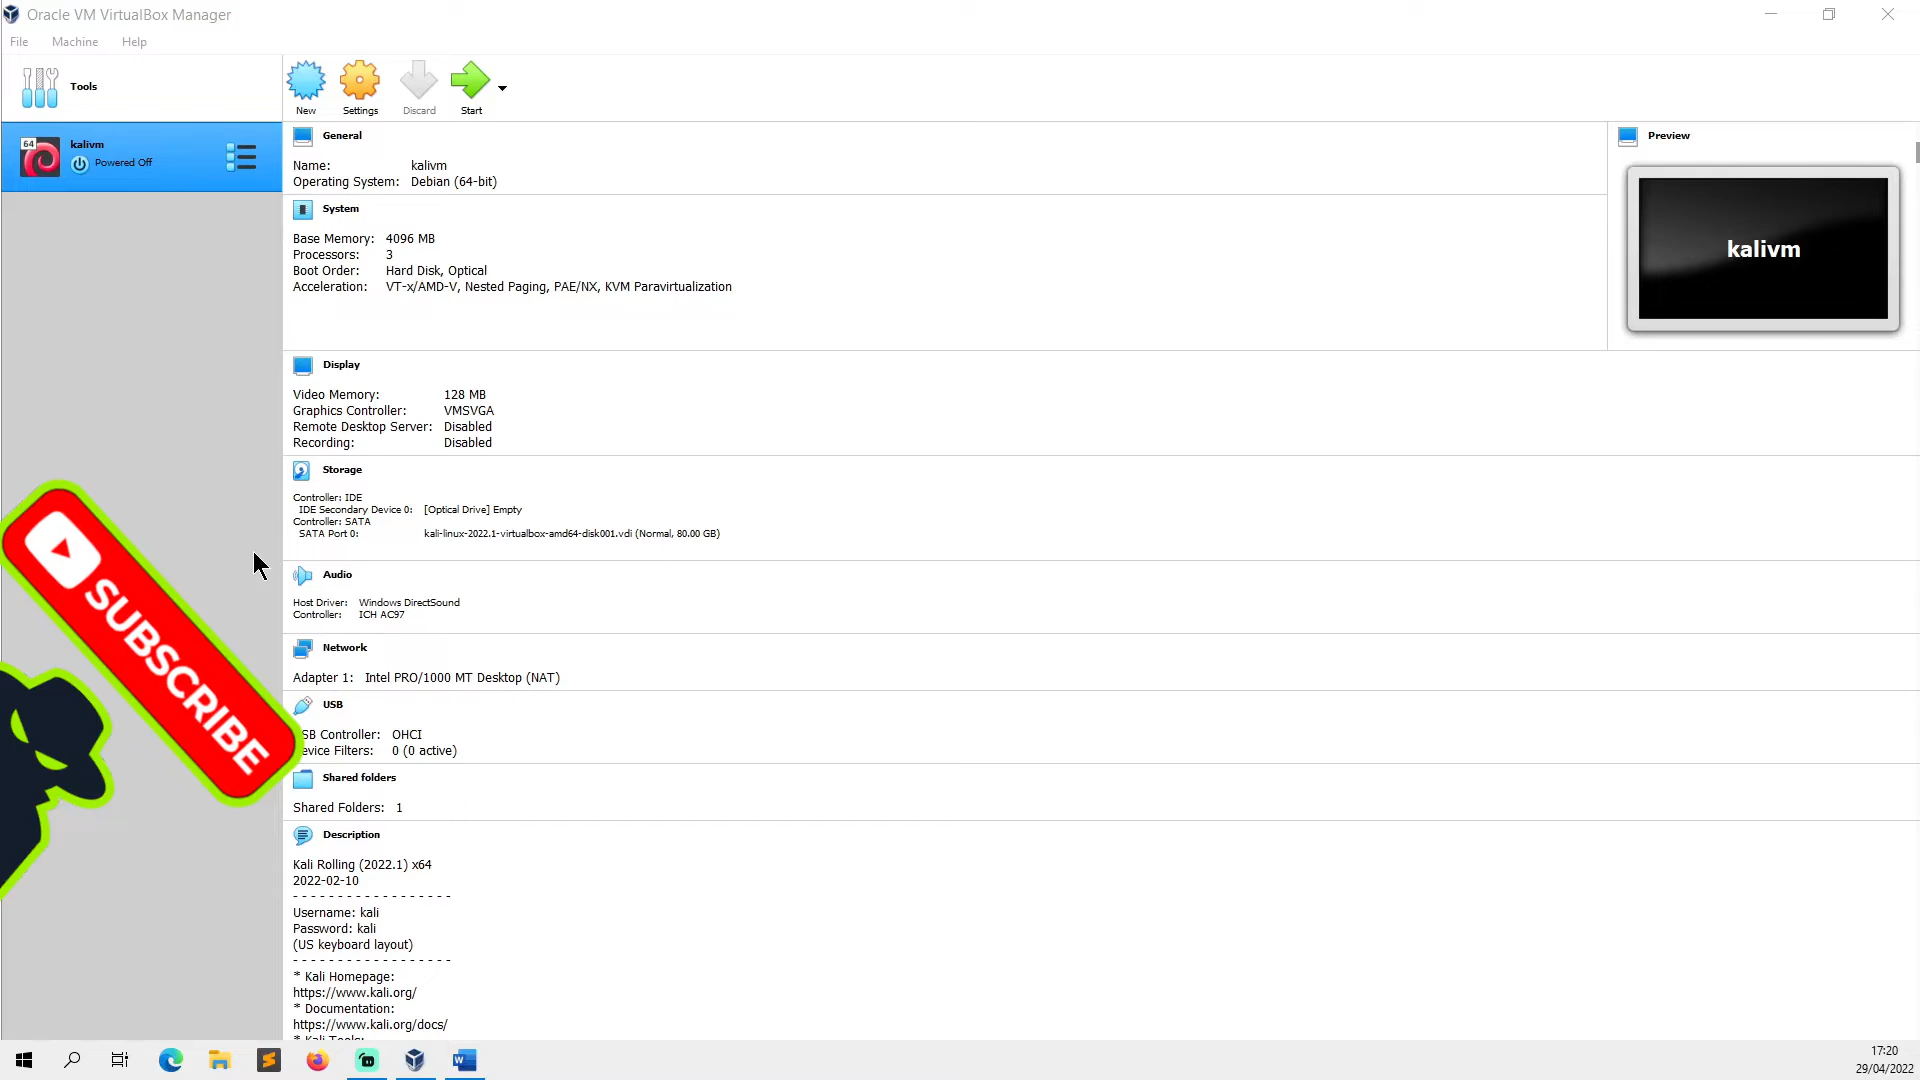 Oracle VM VirtualBox Manager
File Machine Help
Tools
New Settings Discard Start
64
kalivm
Powered Off
General
Name: kalivm
Operating System: Debian (64-bit)
Preview
kalivm
System
Base Memory: 4096 MB
Processors: 3
Boot Order: Hard Disk, Optical
Acceleration: VT-x/AMD-V, Nested Paging, PAE/NX, KVM Paravirtualization
Display
Video Memory: 128 MB
Graphics Controller: VMSVGA
Remote Desktop Server: Disabled
Recording: Disabled
Storage
Controller: IDE
IDE Secondary Device 0: [Optical Drive] Empty
Controller: SATA
SATA Port 0: kali-linux-2022.1-virtualbox-amd64-disk001.vdi (Normal, 80.00 GB)
Audio
Host Driver: Windows DirectSound
Controller: ICH AC97
Network
Adapter 1: Intel PRO/1000 MT Desktop (NAT)
USB
SB Controller: OHCI
evice Filters: 0 (0 active)
Shared folders
Shared Folders: 1
Description
Kali Rolling (2022.1) x64
2022-02-10
- - - - - - - - - - - - - - - - - -
Username: kali
Password: kali
(US keyboard layout)
- - - - - - - - - - - - - - - - - -
* Kali Homepage:
https://www.kali.org/
* Documentation:
https://www.kali.org/docs/
* Kali Tools:
SUBSCRIBE
17:20
29/04/2022